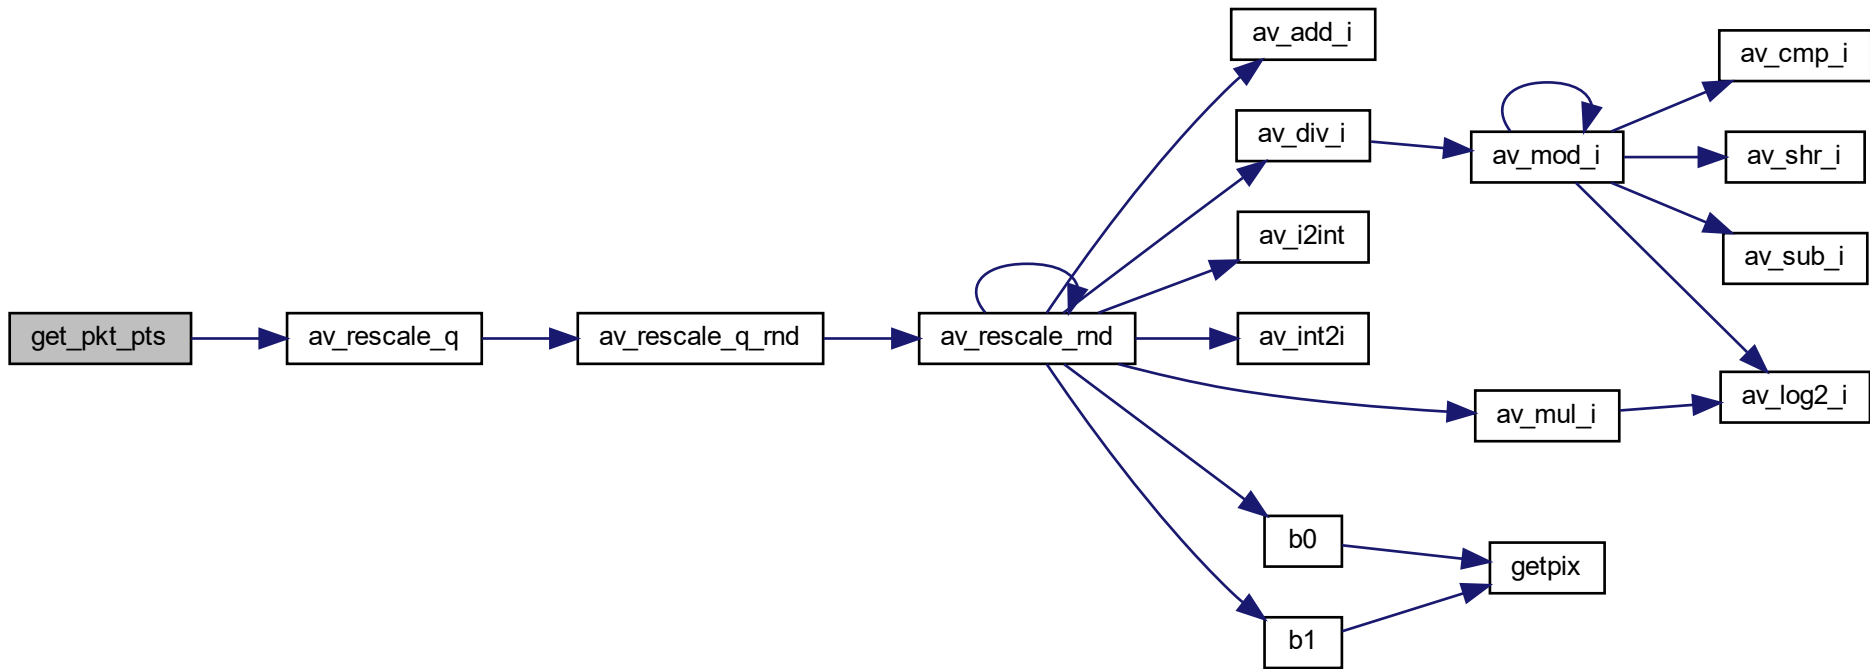 get_pkt_pts
av_rescale_q
av_rescale_q_rnd
av_rescale_rnd
av_add_i
av_div_i
av_i2int
av_int2i
av_mul_i
b0
b1
av_mod_i
getpix
av_cmp_i
av_shr_i
av_sub_i
av_log2_i